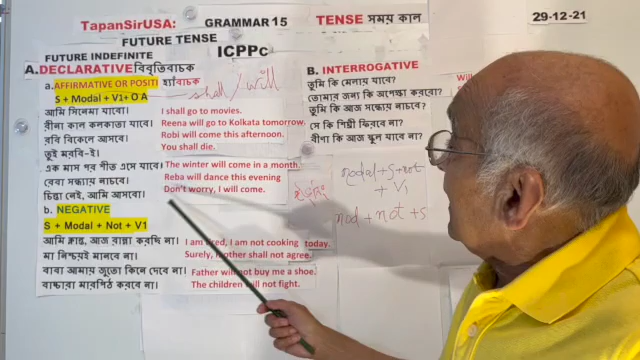 TapanSirUSA: GRAMMAR 15 TENSE সময় কাল 29-12-21
FUTURE TENSE
FUTURE INDEFINITE
ICPPc
A.DECLARATIVE বিবৃতিবাচক
a.AFFIRMATIVE OR POSITI হ্যাঁবাচক
S + Modal + V1+ O A
shall / will
আমি সিনেমা যাবো। I shall go to movies.
রীনা কাল কলকাতা যাবে। Reena will go to Kolkata tomorrow.
রবি বিকেলে আসবে। Robi will come this afternoon.
তুই মরবি-ই। You shall die.
এক মাস পর শীত এসে যাবে। The winter will come in a month.
রেবা সন্ধ্যায় নাচবে। Reba will dance this evening
চিন্তা নেই, আমি আসবো। Don't worry, I will come.
b. NEGATIVE
S + Modal + Not + V1
আমি ক্লান্ত, আজ রান্না করছি না। I am tired, I am not cooking today.
মা নিশ্চয়ই মানবে না। Surely, mother shall not agree.
বাবা আমায় জুতো কিনে দেবে না। Father will not buy me a shoe.
বাচ্চারা মারপিঠ করবে না। The children will not fight.
B. INTERROGATIVE
তুমি কি মেলায় যাবে? Will
তোমার জন্য কি অপেক্ষা করবো?
তুমি কি আজ সন্ধ্যেয় নাচবে?
সে কি শিগ্গী ফিরবে না?
বীণা কি আজ স্কুল যাবে না?
modal + S + not
+ V1
mod + not + S